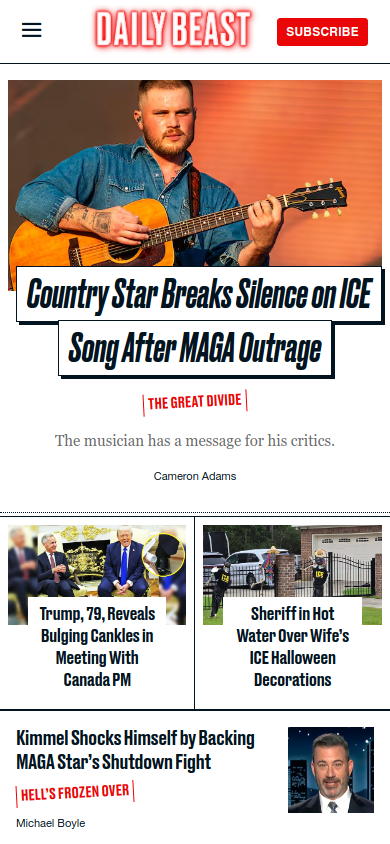 DAILY BEAST
SUBSCRIBE
Country Star Breaks Silence on ICE
Song After MAGA Outrage
THE GREAT DIVIDE
The musician has a message for his critics.
Cameron Adams
Trump, 79, Reveals
Bulging Cankles in
Meeting With
Canada PM
Sheriff in Hot
Water Over Wife's
ICE Halloween
Decorations
Kimmel Shocks Himself by Backing
MAGA Star's Shutdown Fight
HELL'S FROZEN OVER
Michael Boyle